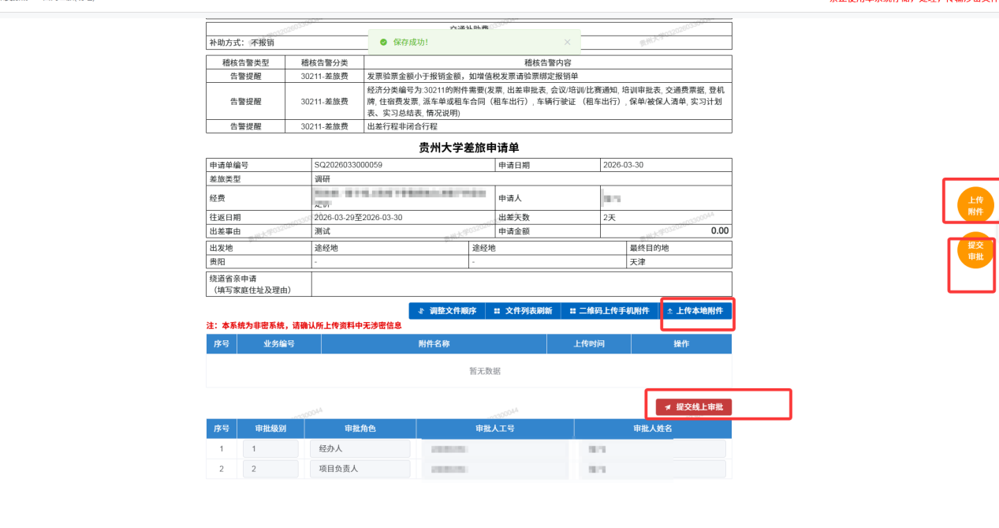 交通补助费
补助方式: 不报销
保存成功!
稽核告警类型 稽核告警分类 稽核告警内容
告警提醒 30211-差旅费 发票验票金额小于报销金额，如增值税发票请验票绑定报销单
告警提醒 30211-差旅费 经济分类编号为:30211的附件需要(发票, 出差审批表, 会议/培训/比赛通知, 培训审批表, 交通费票据, 登机
牌, 住宿费发票, 派车单或租车合同（租车出行）, 车辆行驶证 （租车出行）, 保单/被保人清单, 实习计划
表、实习总结表, 情况说明)
告警提醒 30211-差旅费 出差行程非闭合行程
贵州大学差旅申请单
申请单编号 SQ2026033000059 申请日期 2026-03-30
差旅类型 调研
经费 申请人
往返日期 2026-03-29至2026-03-30 出差天数 2天
出差事由 测试 申请金额 0.00
出发地 途经地 途经地 最终目的地
贵阳 - - 天津
绕道省亲申请
（填写家庭住址及理由）
调整文件顺序 文件列表刷新 二维码上传手机附件 上传本地附件
注: 本系统为非密系统，请确认所上传资料中无涉密信息
序号 业务编号 附件名称 上传时间 操作
暂无数据
提交线上审批
序号 审批级别 审批角色 审批人工号 审批人姓名
1 1 经办人
2 2 项目负责人
上传
附件
提交
审批